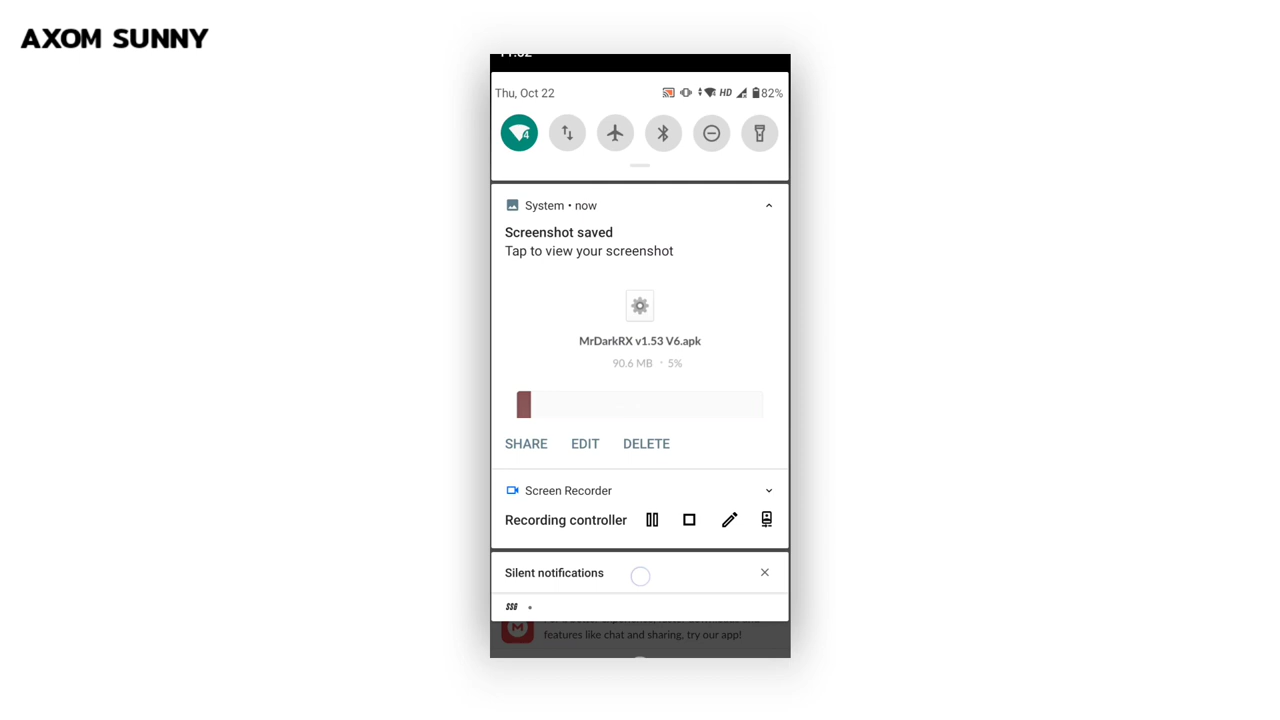 AXOM SUNNY
Thu, Oct 22
HD
82%
4
System • now
Screenshot saved
Tap to view your screenshot
MrDarkRX v1.53 V6.apk
90.6 MB · 5%
SHARE EDIT DELETE
Screen Recorder
Recording controller
Silent notifications
M
features like chat and sharing, try our app!